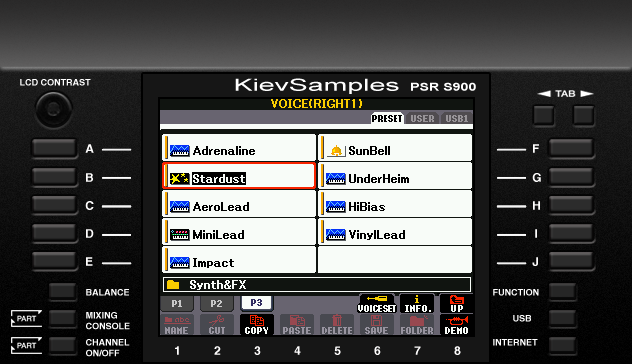 KievSamples PSR S900
LCD CONTRAST
VOICE(RIGHT1)
PRESET USER USB1
TAB
A Adrenaline SunBell F
B Stardust UnderHeim G
C AeroLead HiBias H
D MiniLead VinylLead I
E Impact J
Synth&FX
BALANCE P1 P2 P3 VOICESET INFO. UP FUNCTION
PART MIXING CONSOLE NAME CUT COPY PASTE DELETE SAVE FOLDER DEMO USB
PART CHANNEL ON/OFF INTERNET
1 2 3 4 5 6 7 8